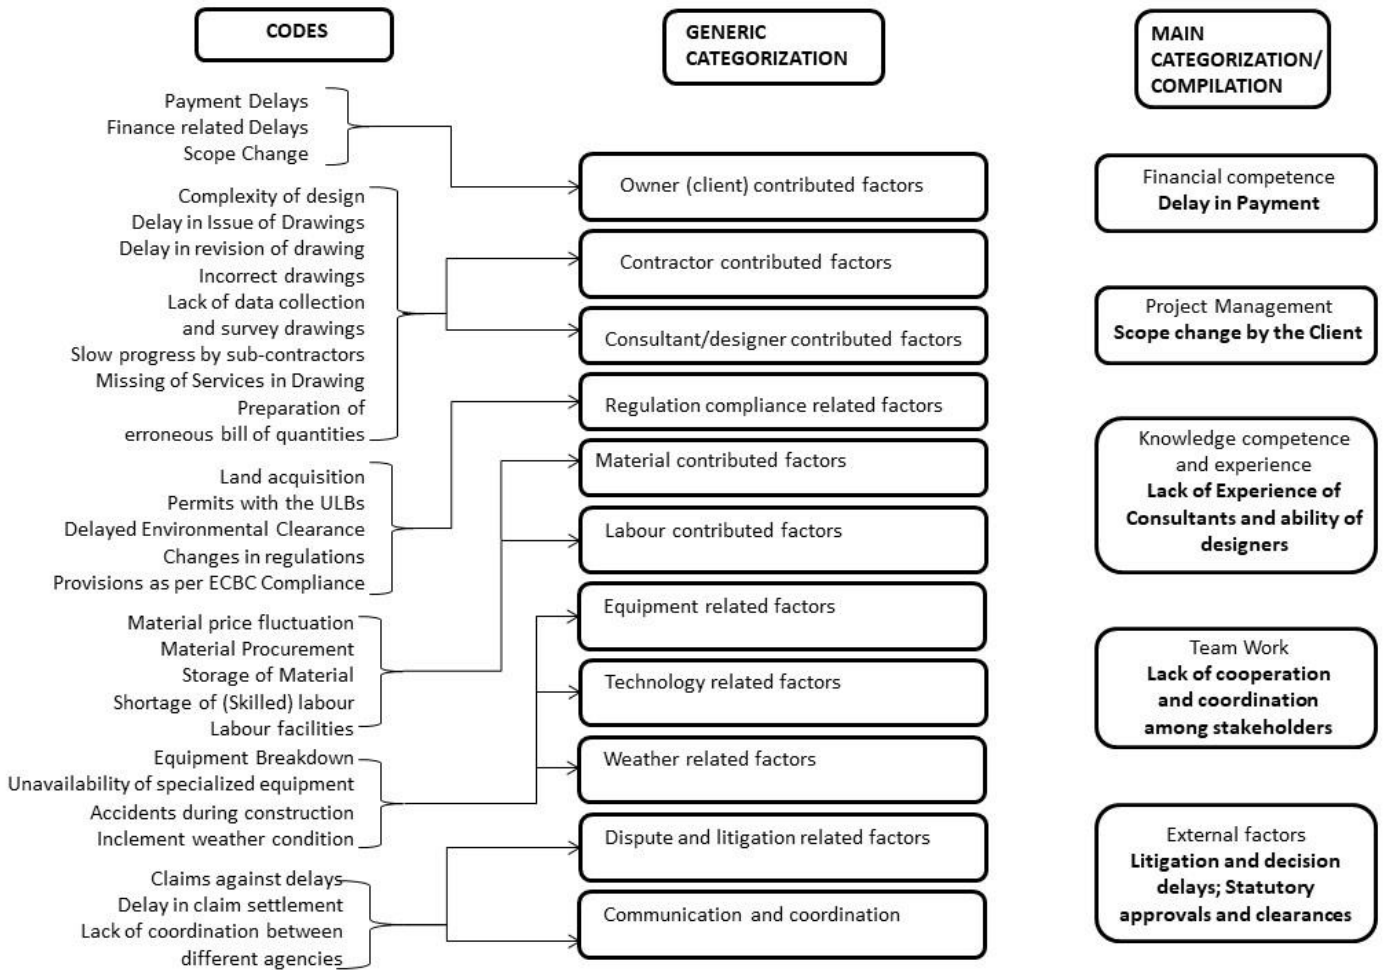 CODES
Payment Delays
Finance related Delays
Scope Change
Complexity of design
Delay in Issue of Drawings
Delay in revision of drawing
Incorrect drawings
Lack of data collection
and survey drawings
Slow progress by sub-contractors
Missing of Services in Drawing
Preparation of
erroneous bill of quantities
Land acquisition
Permits with the ULBs
Delayed Environmental Clearance
Changes in regulations
Provisions as per ECBC Compliance
Material price fluctuation
Material Procurement
Storage of Material
Shortage of (Skilled) labour
Labour facilities
Equipment Breakdown
Unavailability of specialized equipment
Accidents during construction
Inclement weather condition
Claims against delays
Delay in claim settlement
Lack of coordination between
different agencies
GENERIC
CATEGORIZATION
Owner (client) contributed factors
Contractor contributed factors
Consultant/designer contributed factors
Regulation compliance related factors
Material contributed factors
Labour contributed factors
Equipment related factors
Technology related factors
Weather related factors
Dispute and litigation related factors
Communication and coordination
MAIN
CATEGORIZATION/
COMPILATION
Financial competence
Delay in Payment
Project Management
Scope change by the Client
Knowledge competence
and experience
Lack of Experience of
Consultants and ability of
designers
Team Work
Lack of cooperation
and coordination
among stakeholders
External factors
Litigation and decision
delays; Statutory
approvals and clearances